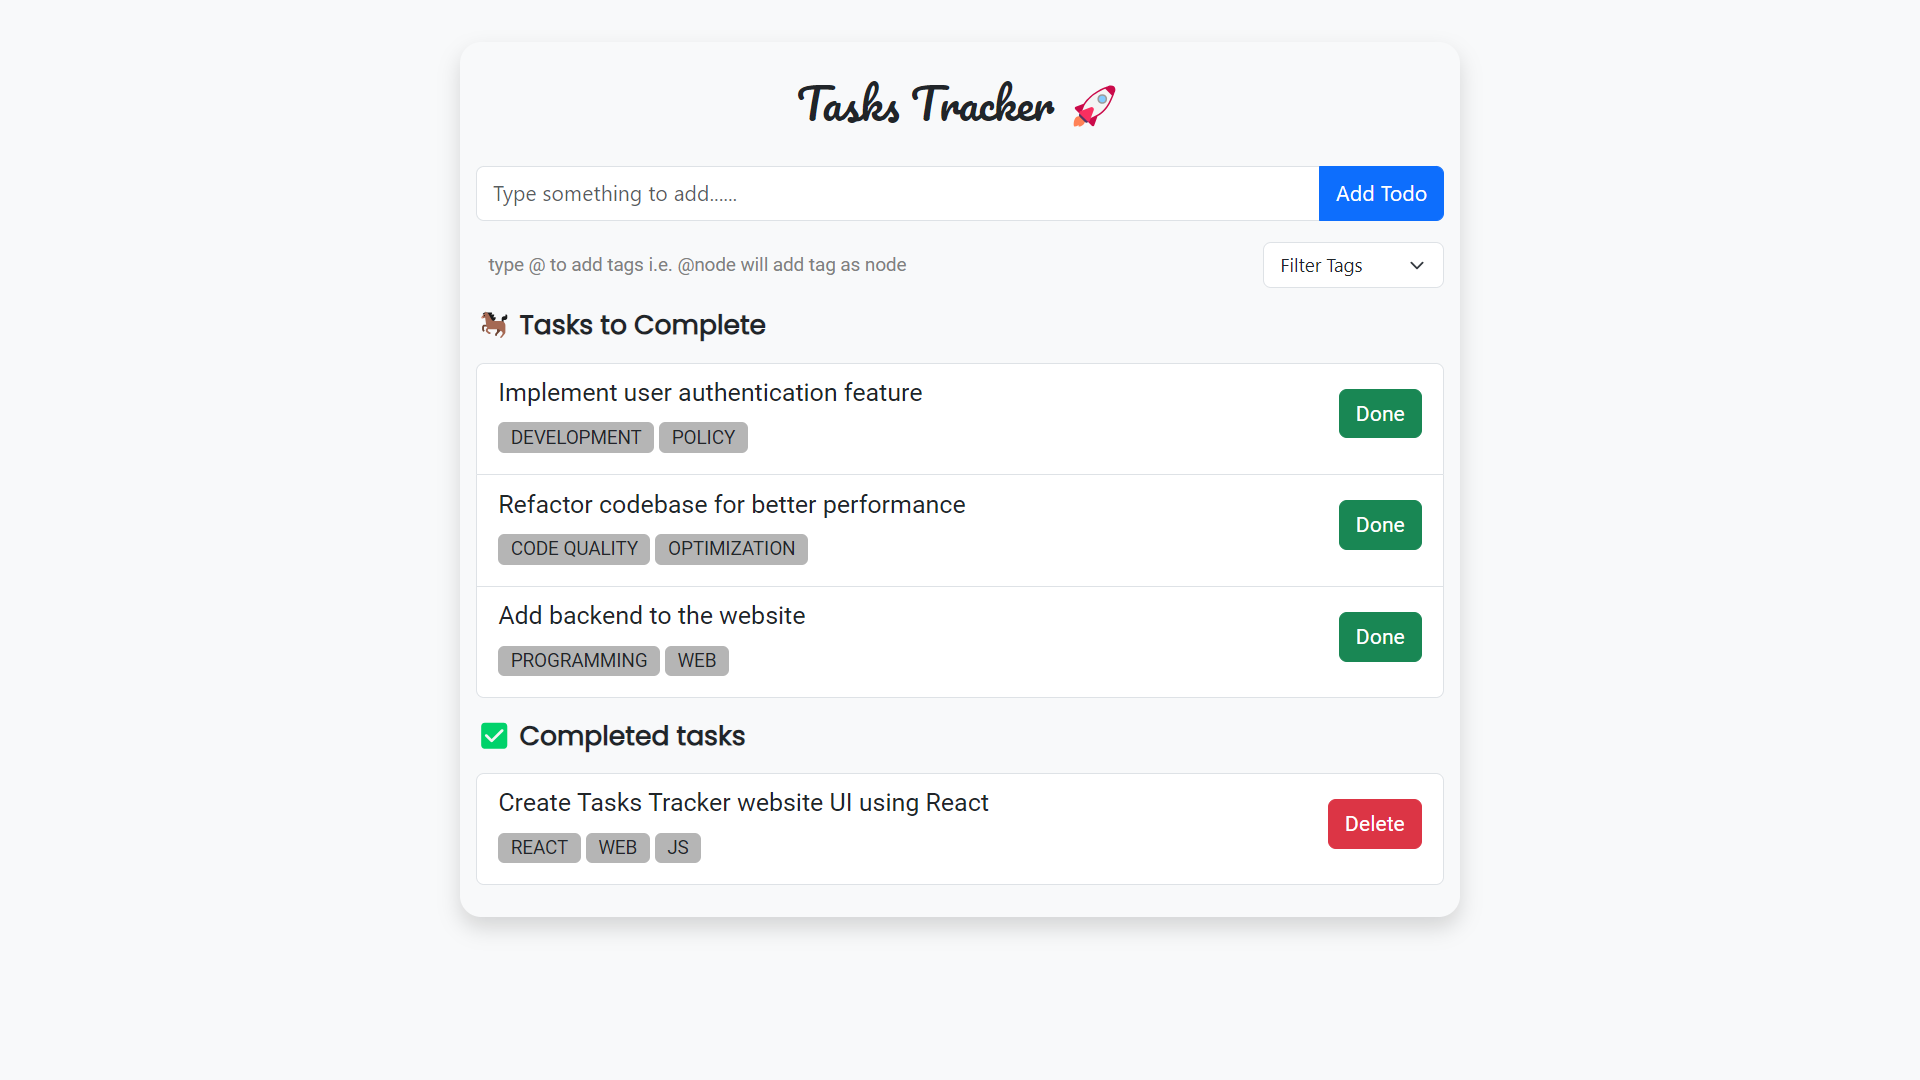 Tasks Tracker 🚀
Type something to add......
Add Todo
type @ to add tags i.e. @node will add tag as node
Filter Tags
🐎 Tasks to Complete
Implement user authentication feature
Done
DEVELOPMENT POLICY
Refactor codebase for better performance
Done
CODE QUALITY OPTIMIZATION
Add backend to the website
Done
PROGRAMMING WEB
✅ Completed tasks
Create Tasks Tracker website UI using React
Delete
REACT WEB JS